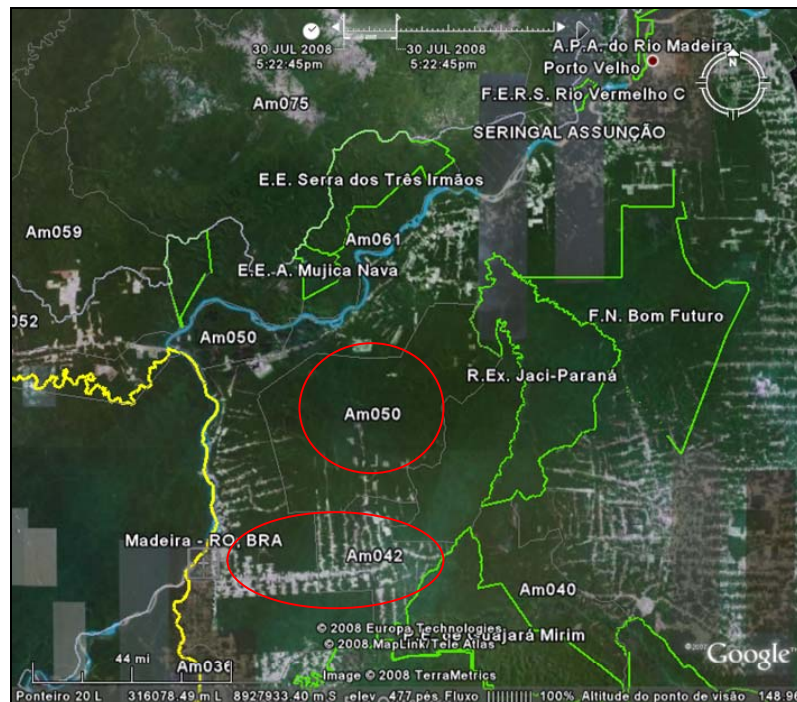 30 JUL 2008
5:22:45pm
30 JUL 2008
5:22:45pm
A.P.A. do Rio Madeira
Porto Velho
N
F.E.R.S. Rio Vermelho C
Am075
SERINGAL ASSUNÇÃO
E.E. Serra dos Três Irmãos
Am059
Am061
E.E. A. Mujica Nava
052
Am050
F.N. Bom Futuro
R.Ex. Jaci-Paraná
Am050
Madeira - RO, BRA
Am042
Am040
© 2008 Europa Technologies
© 2008 MapLink/Tele Atlas
de Guajará Mirim
Google
44 mi
Am036
Image © 2008 TerraMetrics
Ponteiro 20 L 316078.49 m L 8927933.40 m S elev 477 pés Fluxo 100% Altitude do ponto de visão 148.96